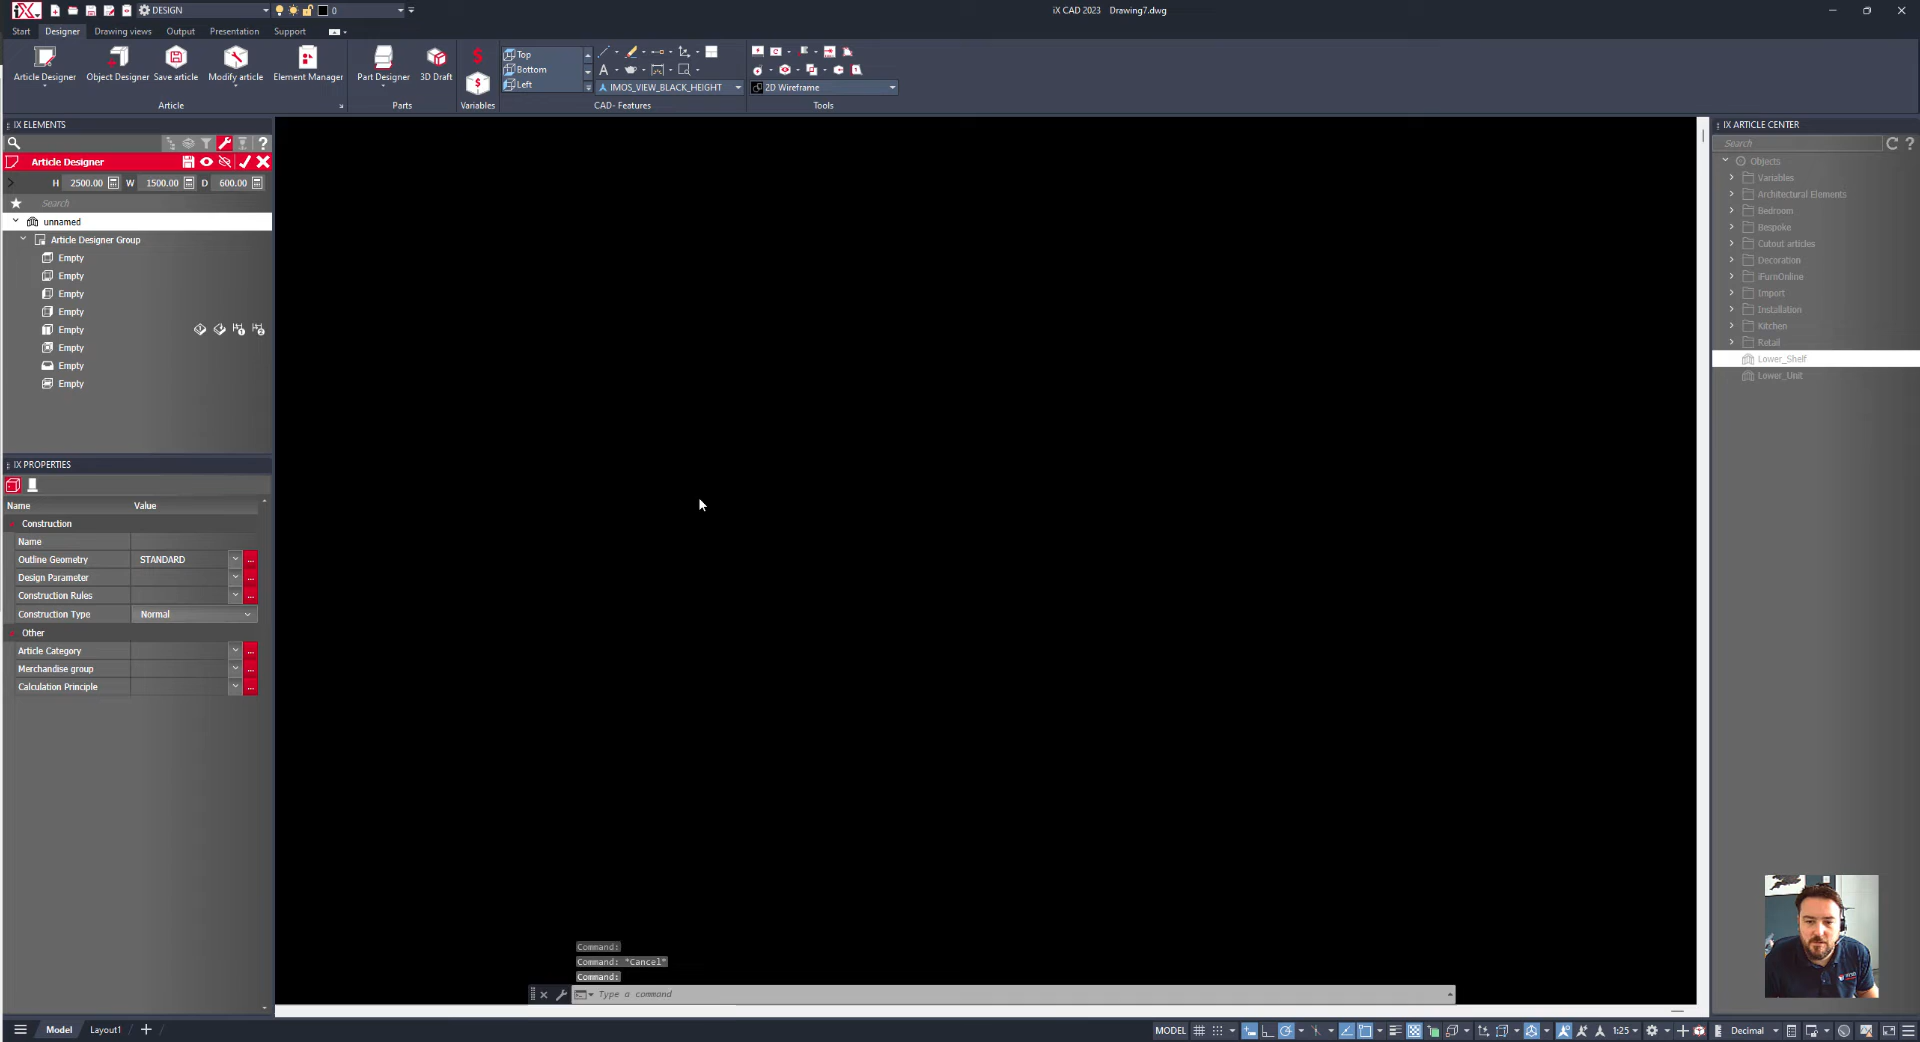 iX
DESIGN
0
iX CAD 2023 Drawing7.dwg
Start Designer Drawing views Output Presentation Support
Article Designer
Object Designer
Save article
Modify article
Element Manager
Part Designer
3D Draft
Top
Bottom
Left
IMOS_VIEW_BLACK_HEIGHT
2D Wireframe
Article
Parts
Variables
CAD- Features
Tools
IX ELEMENTS
Article Designer
H 2500.00 W 1500.00 D 600.00
Search
unnamed
Article Designer Group
Empty
Empty
Empty
Empty
Empty
Empty
Empty
Empty
IX PROPERTIES
Name Value
Construction
Name
Outline Geometry STANDARD
Design Parameter
Construction Rules
Construction Type Normal
Other
Article Category
Merchandise group
Calculation Principle
Command:
Command: *Cancel*
Command:
Type a command
IX ARTICLE CENTER
Search
Objects
Variables
Architectural Elements
Bedroom
Bespoke
Cutout articles
Decoration
iFurnOnline
Import
Installation
Kitchen
Retail
Lower_Shelf
Lower_Unit
Model Layout1
MODEL
1:25
Decimal